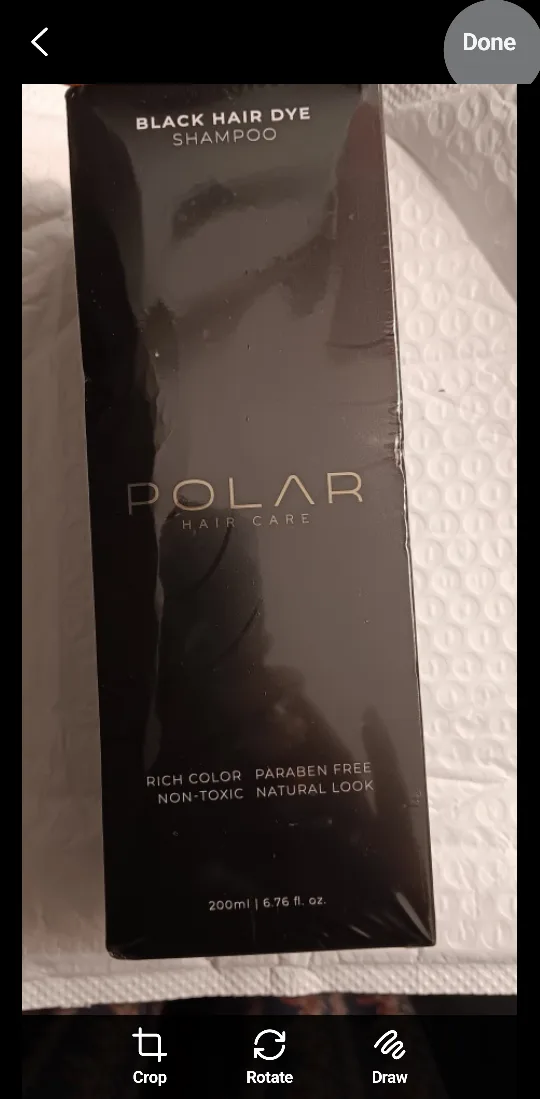 Done
BLACK HAIR DYE
SHAMPOO
POLAR
HAIR CARE
RICH COLOR PARABEN FREE
NON-TOXIC NATURAL LOOK
200ml | 6.76 fl. oz.
Crop Rotate Draw